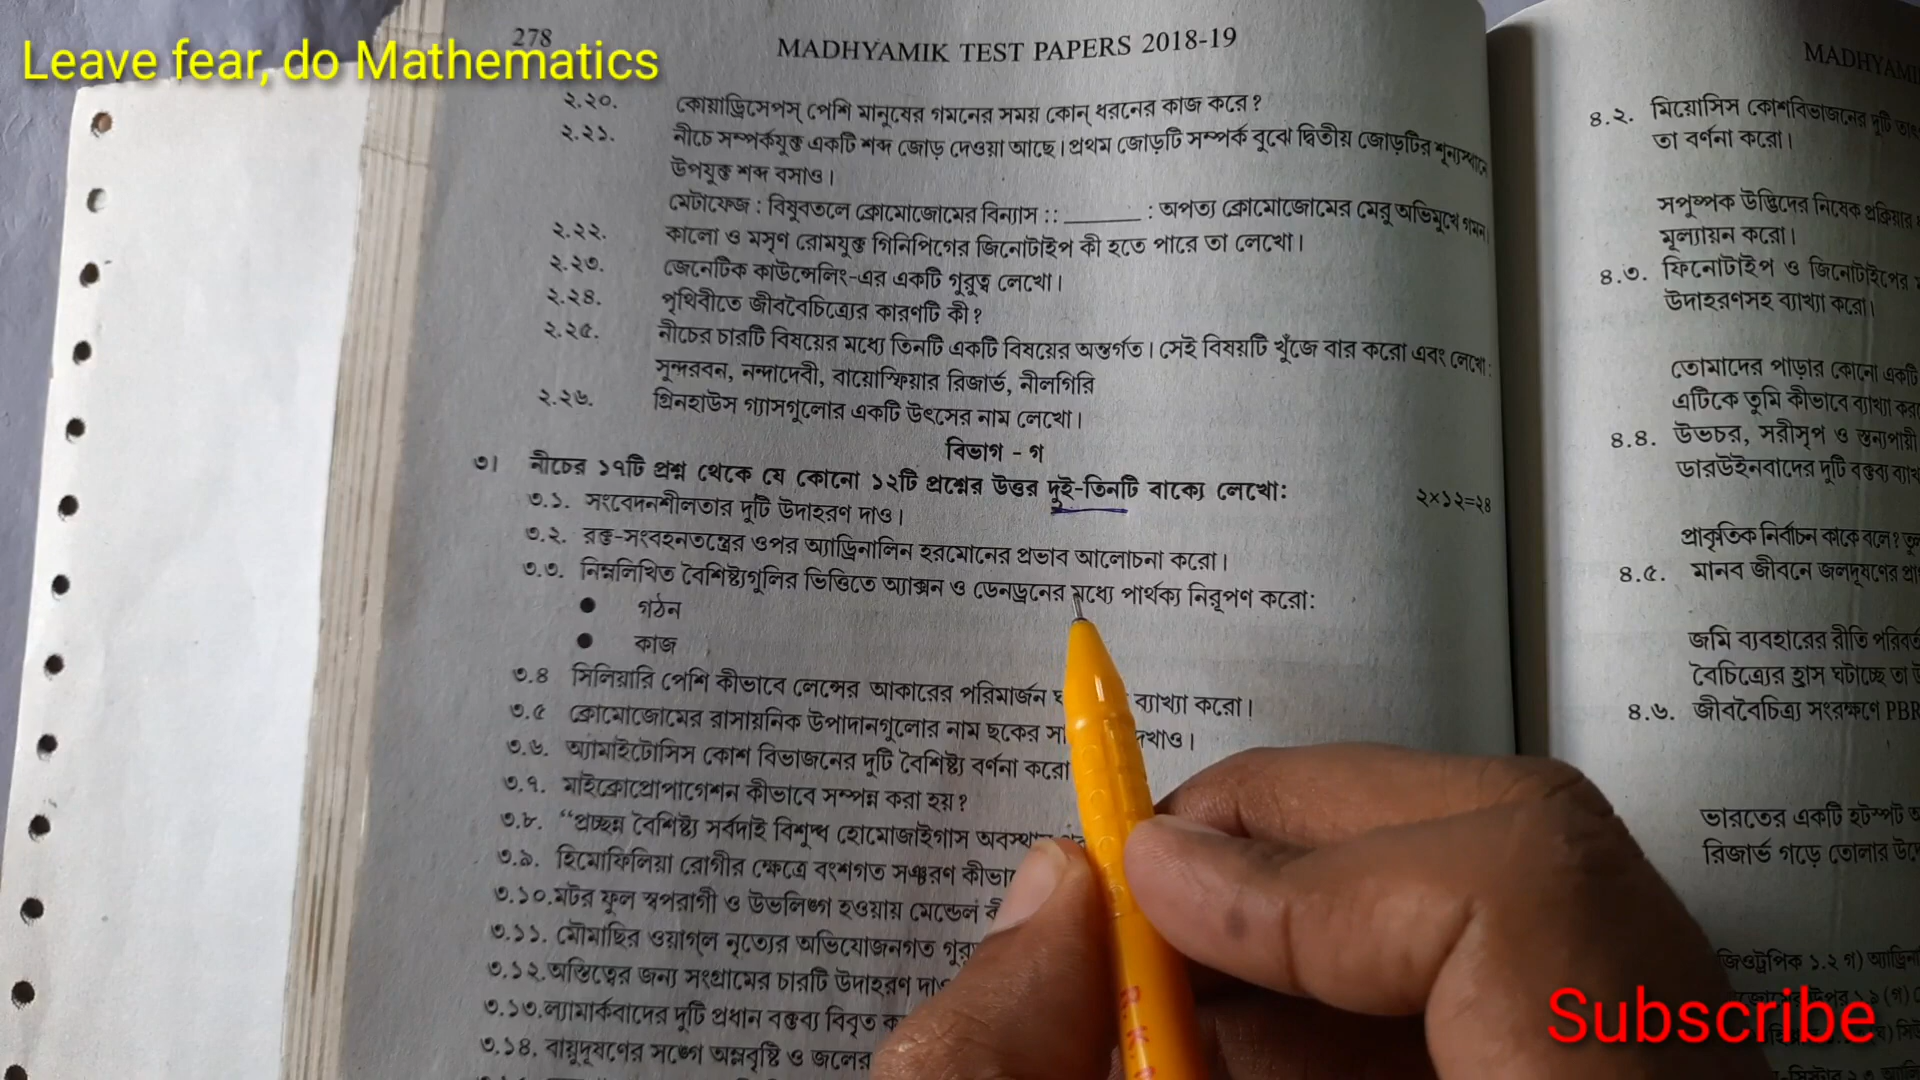 Leave fear, do Mathematics
278
MADHYAMIK TEST PAPERS 2018-19
২.২০. কোয়াড্রিসেপস্ পেশি মানুষের গমনের সময় কোন্ ধরনের কাজ করে?
২.২১. নীচে সম্পর্কযুক্ত একটি শব্দ জোড় দেওয়া আছে। প্রথম জোড়টি সম্পর্ক বুঝে দ্বিতীয় জোড়টির শূন্যস্থানে
উপযুক্ত শব্দ বসাও।
মেটাফেজ : বিষুবতলে ক্রোমোজোমের বিন্যাস : : ______ : অপত্য ক্রোমোজোমের মেরু অভিমুখে গমন।
২.২২. কালো ও মসৃণ রোমযুক্ত গিনিপিগের জিনোটাইপ কী হতে পারে তা লেখো।
২.২৩. জেনেটিক কাউন্সেলিং-এর একটি গুরুত্ব লেখো।
২.২৪. পৃথিবীতে জীববৈচিত্র্যের কারণটি কী?
২.২৫. নীচের চারটি বিষয়ের মধ্যে তিনটি একটি বিষয়ের অন্তর্গত। সেই বিষয়টি খুঁজে বার করো এবং লেখো:
সুন্দরবন, নন্দাদেবী, বায়োস্ফিয়ার রিজার্ভ, নীলগিরি
২.২৬. গ্রিনহাউস গ্যাসগুলোর একটি উৎসের নাম লেখো।
বিভাগ - গ
৩। নীচের ১৭টি প্রশ্ন থেকে যে কোনো ১২টি প্রশ্নের উত্তর দুই-তিনটি বাক্যে লেখো: ২×১২=২৪
৩.১. সংবেদনশীলতার দুটি উদাহরণ দাও।
৩.২. রক্ত-সংবহনতন্ত্রের ওপর অ্যাড্রিনালিন হরমোনের প্রভাব আলোচনা করো।
৩.৩. নিম্নলিখিত বৈশিষ্ট্যগুলির ভিত্তিতে অ্যাক্সন ও ডেনড্রনের মধ্যে পার্থক্য নিরূপণ করো:
● গঠন
● কাজ
৩.৪ সিলিয়ারি পেশি কীভাবে লেন্সের আকারের পরিমার্জন ব্যাখ্যা করো।
৩.৫ ক্রোমোজোমের রাসায়নিক উপাদানগুলোর নাম ছকের
৩.৬. অ্যামাইটোসিস কোশ বিভাজনের দুটি বৈশিষ্ট্য বর্ণনা করো
৩.৭. মাইক্রোপ্রোপাগেশন কীভাবে সম্পন্ন করা হয়?
৩.৮. “প্রচ্ছন্ন বৈশিষ্ট্য সর্বদাই বিশুদ্ধ হোমোজাইগাস
৩.৯. হিমোফিলিয়া রোগীর ক্ষেত্রে বংশগত সঞ্চরণ
৩.১০. মটর ফুল স্বপরাগী ও উভলিঙ্গ হওয়ায় মেন্ডেল
৩.১১. মৌমাছির ওয়াগ্‌ল নৃত্যের অভিযোজনগত
৩.১২. অস্তিত্বের জন্য সংগ্রামের চারটি উদাহরণ
৩.১৩. ল্যামার্কবাদের দুটি প্রধান বক্তব্য বিবৃত
৩.১৪. বায়ুদূষণের সঙ্গে অম্লবৃষ্টি ও জলের
R.K.
৪.২. মিয়োসিস কোশবিভাজনের দুটি
তা বর্ণনা করো।
সপুষ্পক উদ্ভিদের নিষেক প্রক্রিয়ার
মূল্যায়ন করো।
৪.৩. ফিনোটাইপ ও জিনোটাইপের
উদাহরণসহ ব্যাখ্যা করো।
তোমাদের পাড়ার কোনো একটি
এটিকে তুমি কীভাবে ব্যাখ্যা
৪.৪. উভচর, সরীসৃপ ও স্তন্যপায়ী
ডারউইনবাদের দুটি বক্তব্য
প্রাকৃতিক নির্বাচন কাকে বলে?
৪.৫. মানব জীবনে জলদূষণের
জমি ব্যবহারের রীতি
বৈচিত্র্যের হ্রাস ঘটাচ্ছে তা
৪.৬. জীববৈচিত্র্য সংরক্ষণে PBR
ভারতের একটি হটস্পট
রিজার্ভ গড়ে তোলার
Subscribe